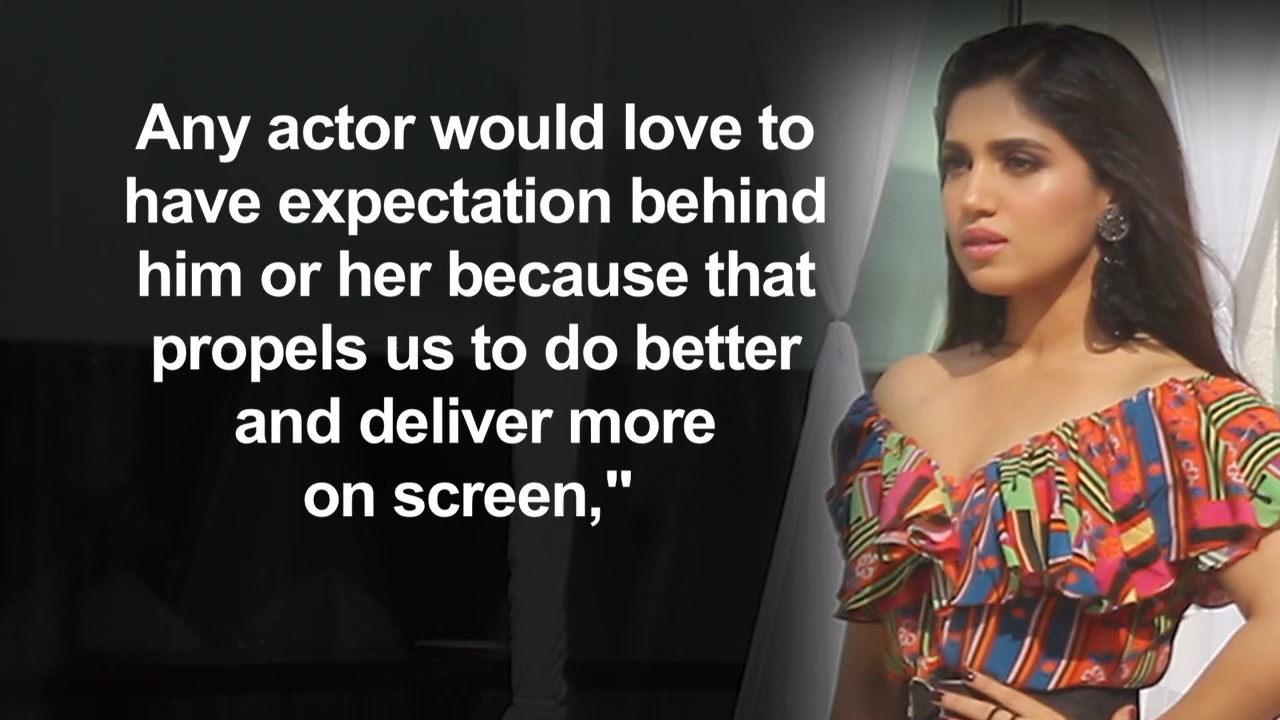 Any actor would love to
have expectation behind
him or her because that
propels us to do better
and deliver more
on screen,"